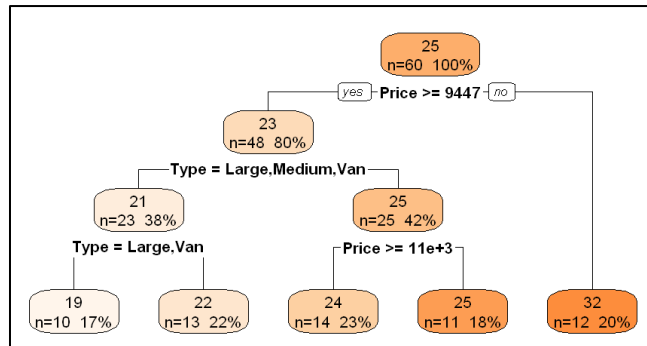 25
n=60 100%
yes Price >= 9447 no
23
n=48 80%
Type = Large,Medium,Van
21
n=23 38%
25
n=25 42%
Type = Large,Van
Price >= 11e+3
19
n=10 17%
22
n=13 22%
24
n=14 23%
25
n=11 18%
32
n=12 20%